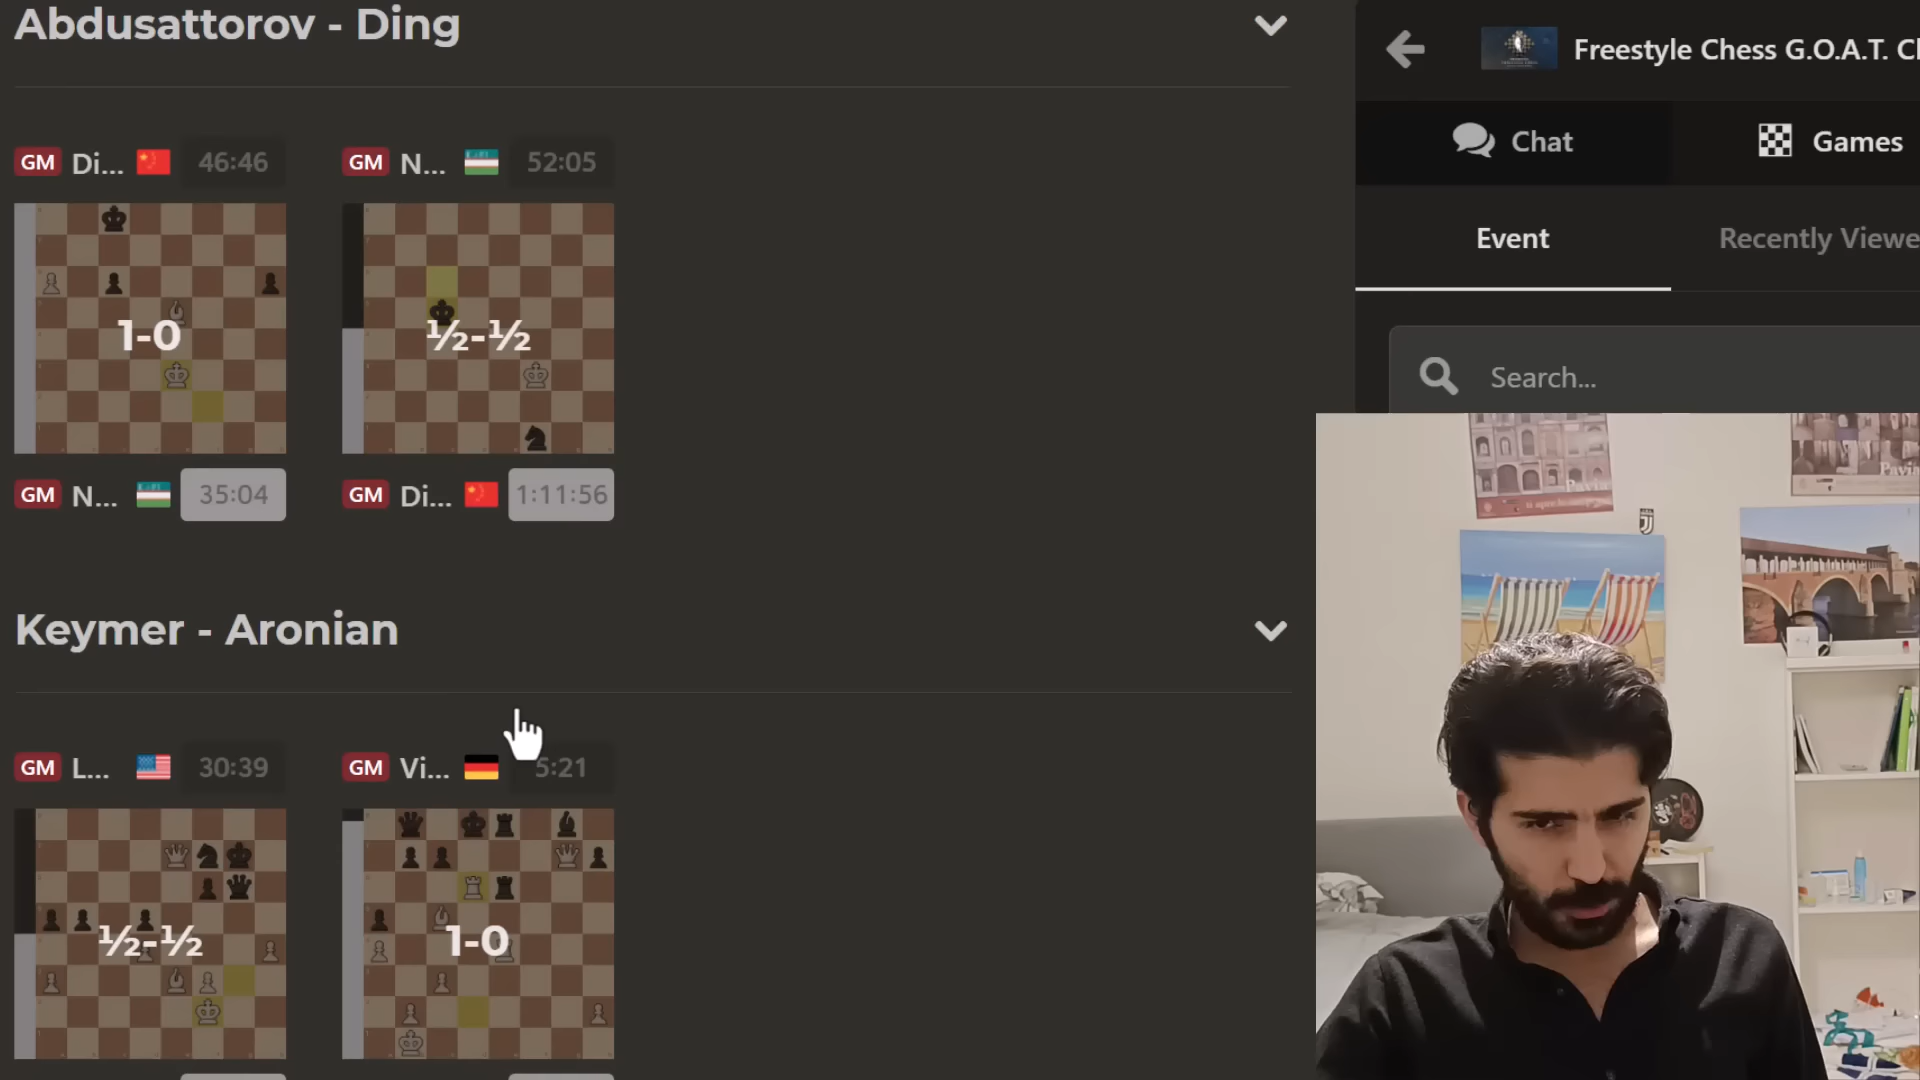 Abdusattorov - Ding
GM Di... 46:46
GM N... 52:05
1-0
½-½
GM N... 35:04
GM Di... 1:11:56
Keymer - Aronian
GM L... 30:39
GM Vi... 5:21
½-½
1-0
Freestyle Chess G.O.A.T.
Chat
Games
Event
Recently Viewe
Search...
Pavia
Pavia